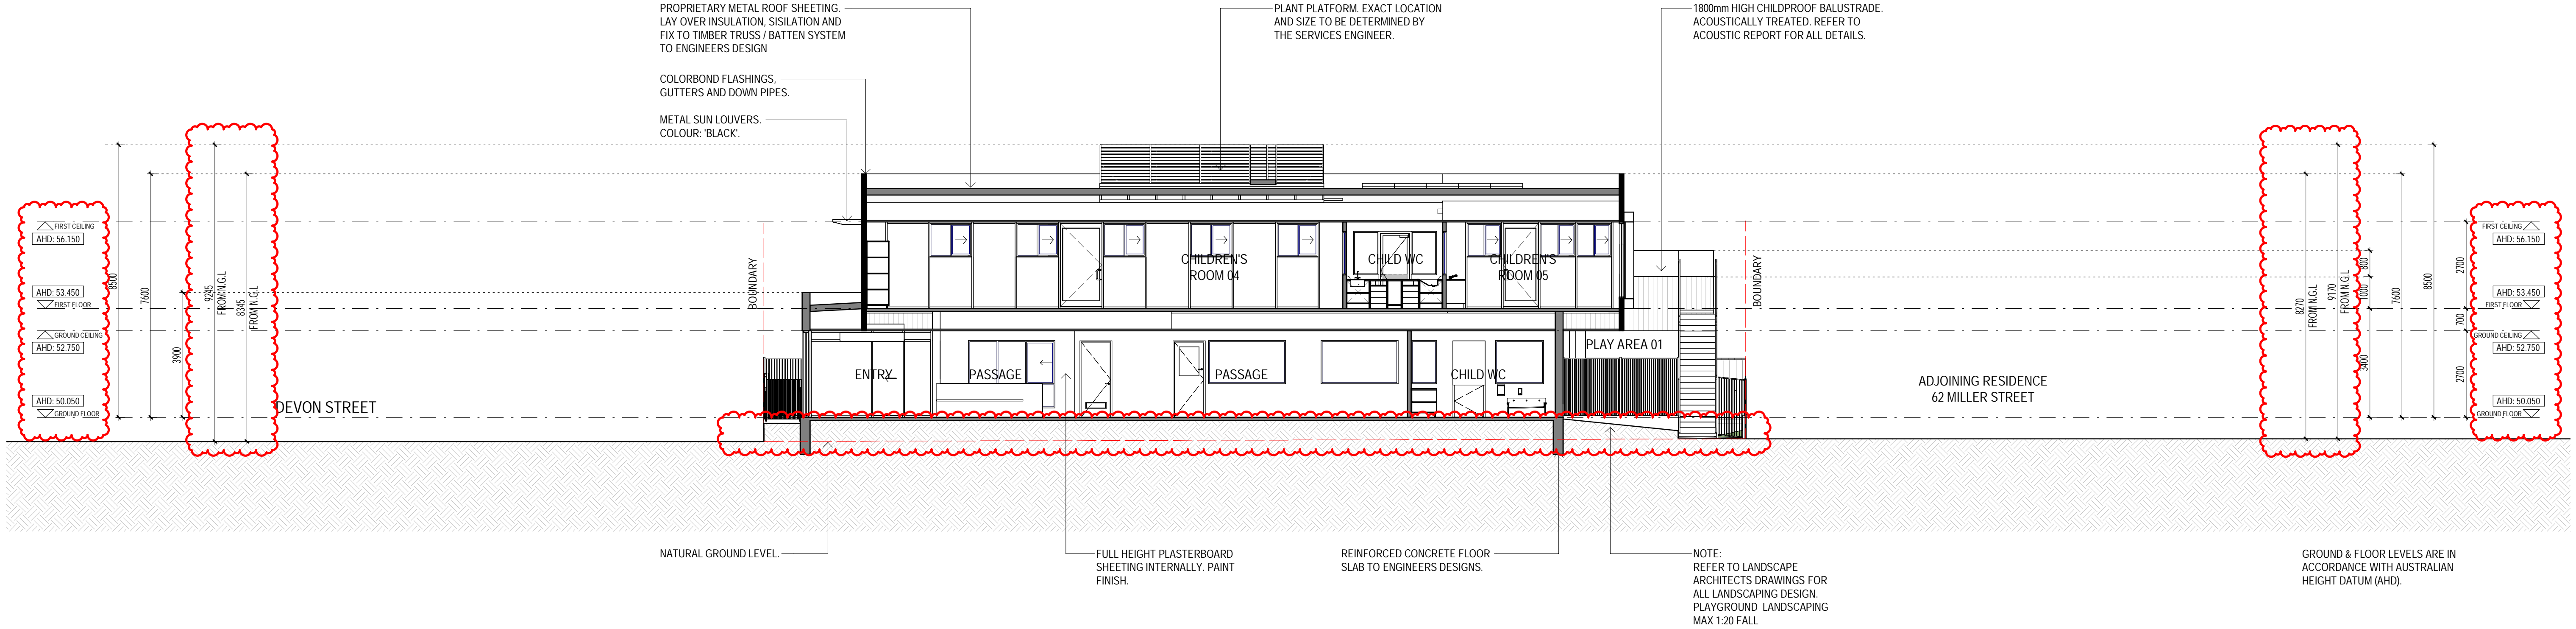 PROPRIETARY METAL ROOF SHEETING.
LAY OVER INSULATION, SISILATION AND
FIX TO TIMBER TRUSS / BATTEN SYSTEM
TO ENGINEERS DESIGN
PLANT PLATFORM. EXACT LOCATION
AND SIZE TO BE DETERMINED BY
THE SERVICES ENGINEER.
1800mm HIGH CHILDPROOF BALUSTRADE.
ACOUSTICALLY TREATED. REFER TO
ACOUSTIC REPORT FOR ALL DETAILS.
COLORBOND FLASHINGS,
GUTTERS AND DOWN PIPES.
METAL SUN LOUVERS.
COLOUR: 'BLACK'.
FIRST CEILING
AHD: 56.150
AHD: 53.450
FIRST FLOOR
GROUND CEILING
AHD: 52.750
AHD: 50.050
GROUND FLOOR
8500
7600
3900
9245
FROM N.G.L
8345
FROM N.G.L
DEVON STREET
BOUNDARY
CHILDREN'S
ROOM 04
CHILD WC
CHILDREN'S
ROOM 05
ENTRY
PASSAGE
PASSAGE
CHILD WC
PLAY AREA 01
BOUNDARY
ADJOINING RESIDENCE
62 MILLER STREET
8270
FROM N.G.L
9170
FROM N.G.L
800
1000
3400
7600
8500
2700
700
2700
FIRST CEILING
AHD: 56.150
AHD: 53.450
FIRST FLOOR
GROUND CEILING
AHD: 52.750
AHD: 50.050
GROUND FLOOR
NATURAL GROUND LEVEL.
FULL HEIGHT PLASTERBOARD
SHEETING INTERNALLY. PAINT
FINISH.
REINFORCED CONCRETE FLOOR
SLAB TO ENGINEERS DESIGNS.
NOTE:
REFER TO LANDSCAPE
ARCHITECTS DRAWINGS FOR
ALL LANDSCAPING DESIGN.
PLAYGROUND LANDSCAPING
MAX 1:20 FALL
GROUND & FLOOR LEVELS ARE IN
ACCORDANCE WITH AUSTRALIAN
HEIGHT DATUM (AHD).